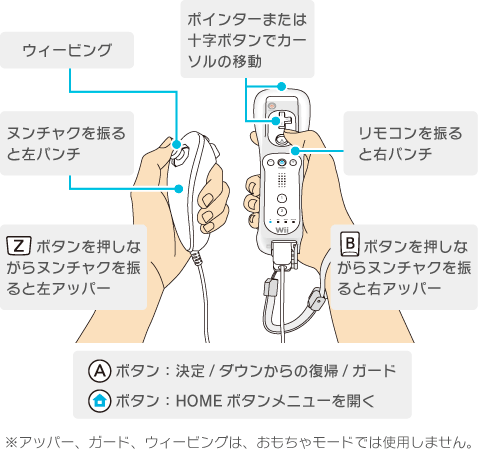 ポインターまたは
十字ボタンでカー
ソルの移動
ウィービング
ヌンチャクを振る
と左パンチ
リモコンを振る
と右パンチ
Z ボタンを押しな
がらヌンチャクを振
ると左アッパー
B ボタンを押しな
がらヌンチャクを振
ると右アッパー
Wii
A ボタン：決定 / ダウンからの復帰 / ガード
ボタン：HOME ボタンメニューを開く
※アッパー、ガード、ウィービングは、おもちゃモードでは使用しません。